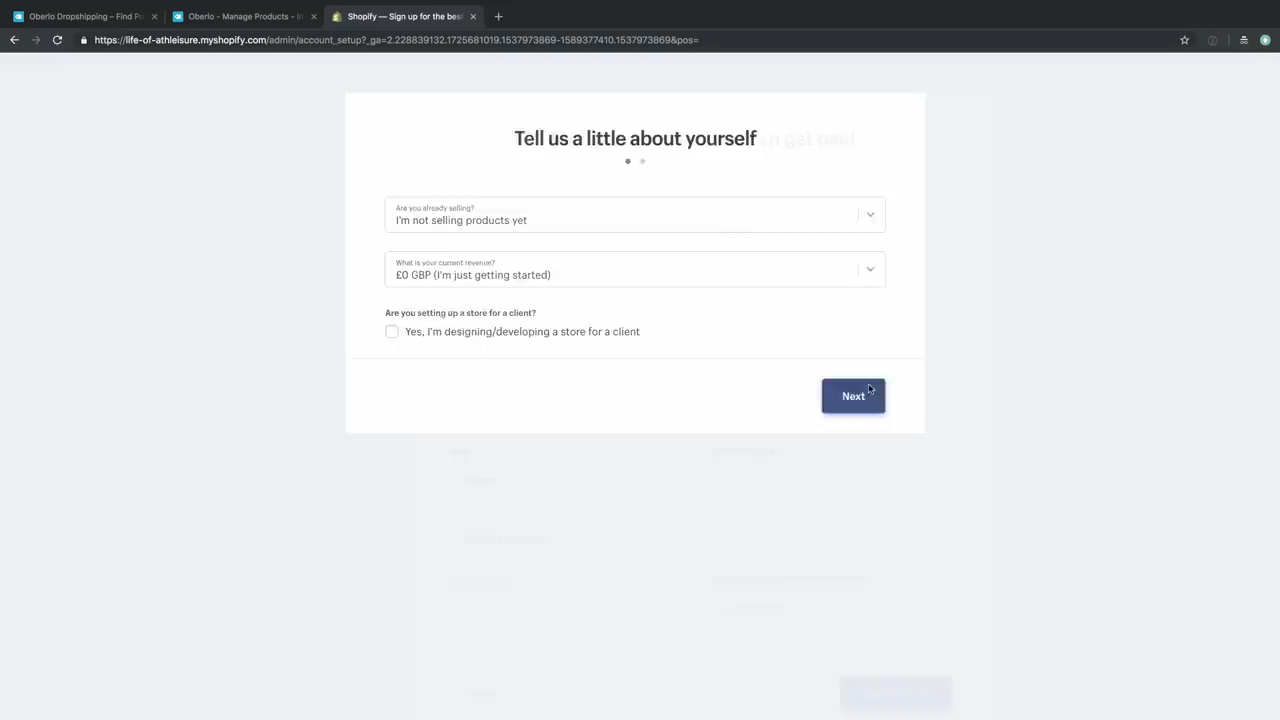 Oberlo Dropshipping – Find Pr
Oberlo - Manage Products - Im
Shopify — Sign up for the best
https://life-of-athleisure.myshopify.com/admin/account_setup?_ga=2.228839132.1725681019.1537973869-1589377410.1537973869&pos=
Tell us a little about yourself
Are you already selling?
I'm not selling products yet
What is your current revenue?
£0 GBP (I'm just getting started)
Are you setting up a store for a client?
Yes, I'm designing/developing a store for a client
Next